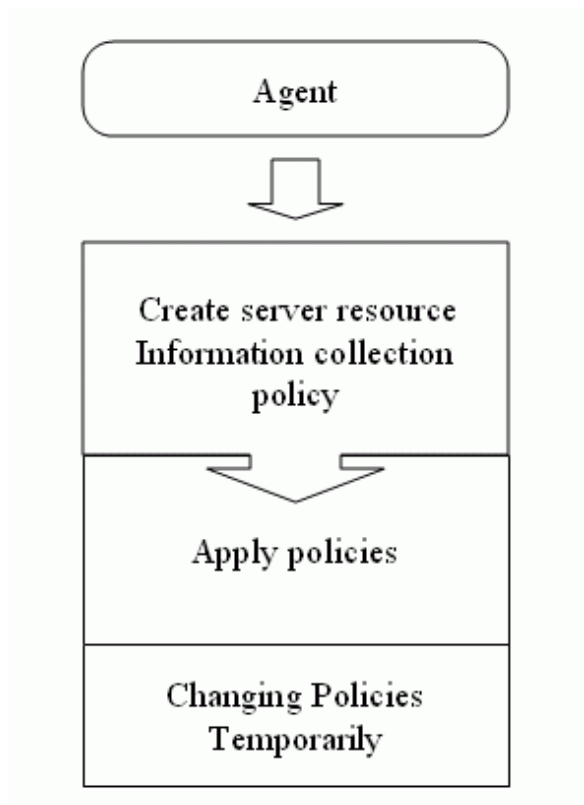 Agent
Create server resource
Information collection
policy
Apply policies
Changing Policies
Temporarily